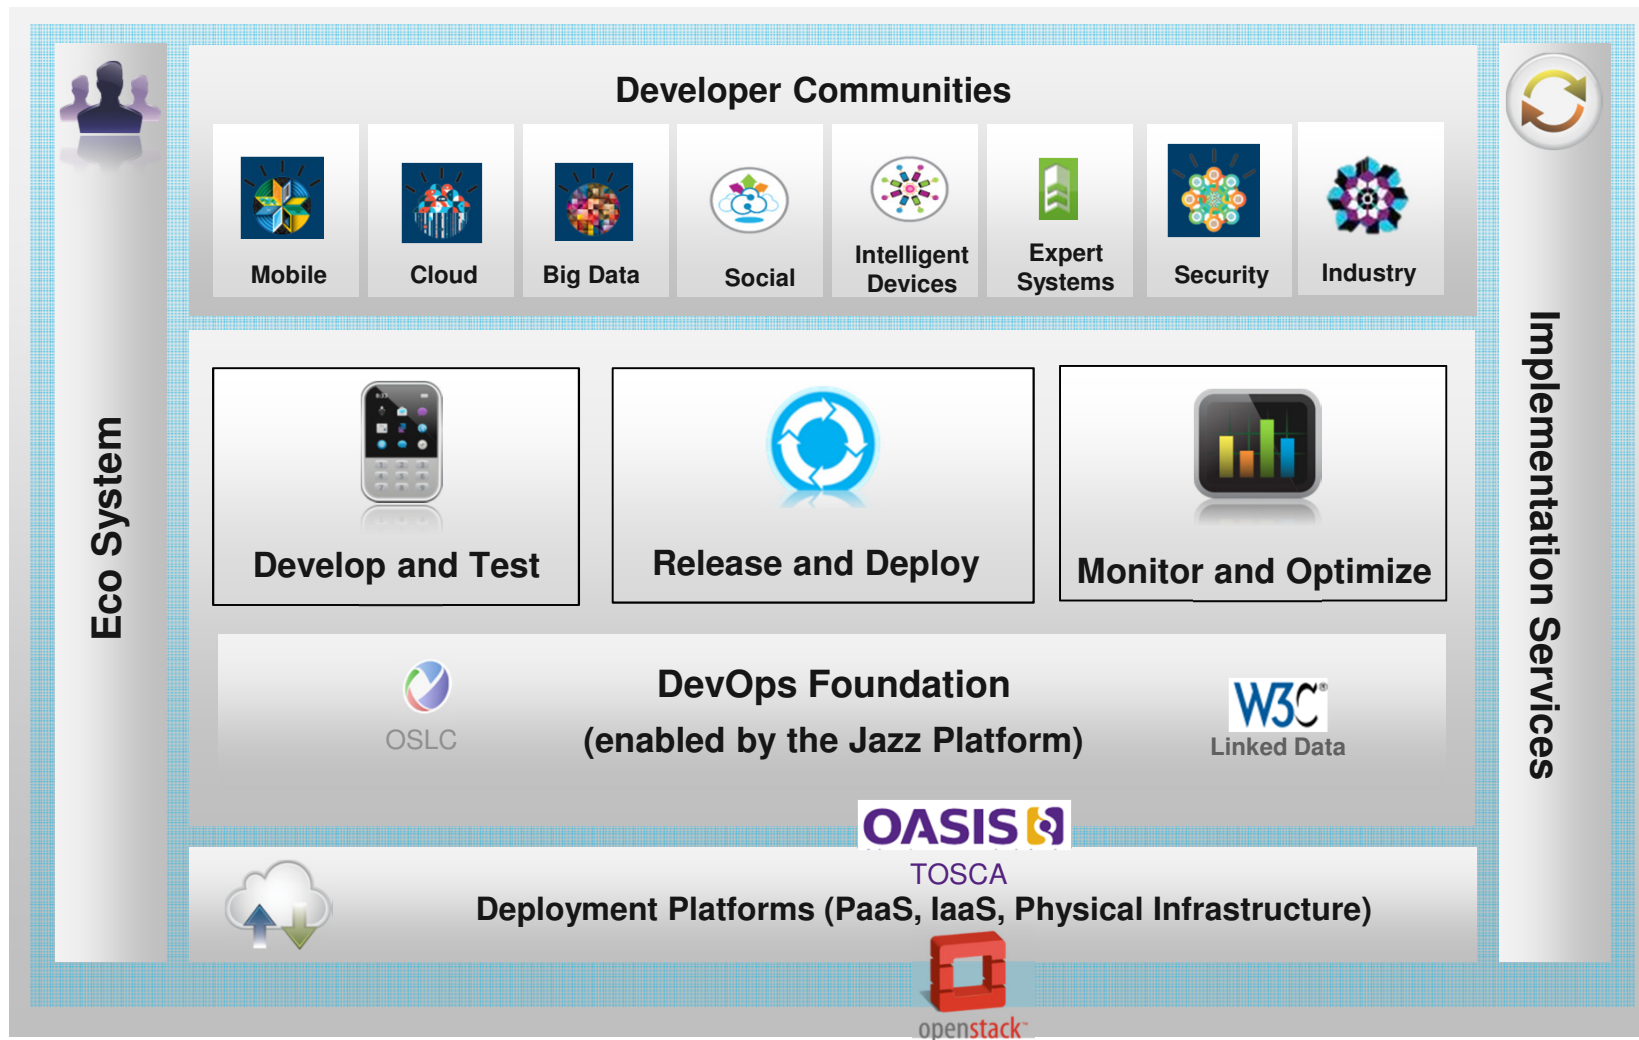 Developer Communities
Mobile
Cloud
Big Data
Social
Intelligent
Devices
Expert
Systems
Security
Industry
Eco System
Implementation Services
Develop and Test
Release and Deploy
Monitor and Optimize
DevOps Foundation
(enabled by the Jazz Platform)
OSLC
W3C®
Linked Data
OASIS
TOSCA
Deployment Platforms (PaaS, IaaS, Physical Infrastructure)
openstack™